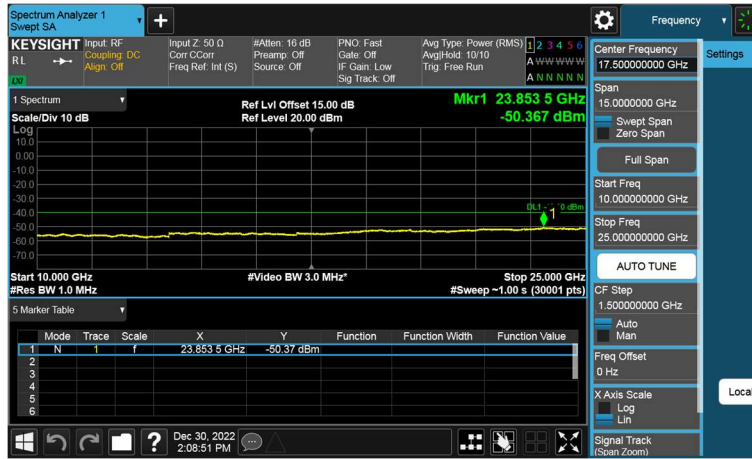 Spectrum Analyzer 1
Swept SA
Frequency
KEYSIGHT
RL
LXI
Input: RF
Coupling: DC
Align: Off
Input Z: 50 Ω
Corr CCorr
Freq Ref: Int (S)
#Atten: 16 dB
Preamp: Off
Source: Off
PNO: Fast
Gate: Off
IF Gain: Low
Sig Track: Off
Avg Type: Power (RMS)
Avg|Hold: 10/10
Trig: Free Run
1 2 3 4 5 6
A W W W W W
A N N N N N
1 Spectrum
Scale/Div 10 dB
Ref Lvl Offset 15.00 dB
Ref Level 20.00 dBm
Mkr1 23.853 5 GHz
-50.367 dBm
Log
10.0
0.00
-10.0
-20.0
-30.0
-40.0
-50.0
-60.0
-70.0
1
Start 10.000 GHz
#Video BW 3.0 MHz*
Stop 25.000 GHz
#Res BW 1.0 MHz
#Sweep ~1.00 s (30001 pts)
5 Marker Table
Mode Trace Scale X Y Function Function Width Function Value
1 N 1 f 23.853 5 GHz -50.37 dBm
2
3
4
5
6
Dec 30, 2022
2:08:51 PM
Center Frequency
17.500000000 GHz
Settings
Span
15.0000000 GHz
Swept Span
Zero Span
Full Span
Start Freq
10.000000000 GHz
Stop Freq
25.000000000 GHz
AUTO TUNE
CF Step
1.500000000 GHz
Auto
Man
Freq Offset
0 Hz
X Axis Scale
Log
Lin
Local
Signal Track
(Span Zoom)